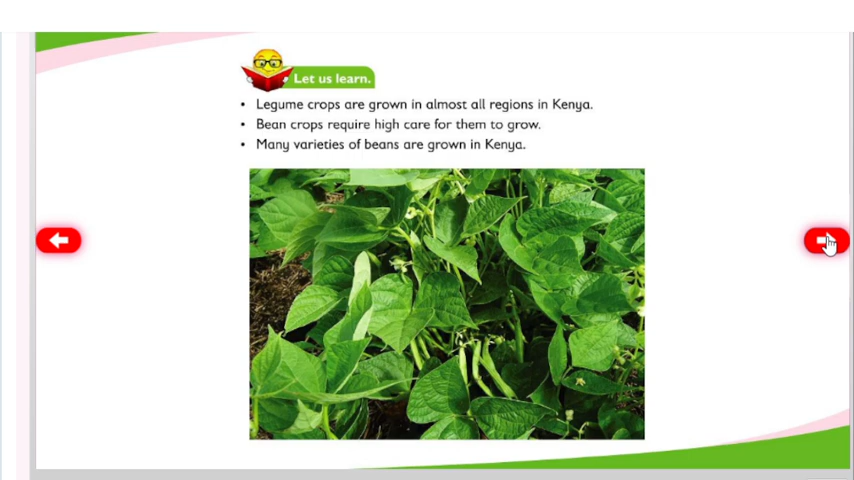 Let us learn.
• Legume crops are grown in almost all regions in Kenya.
• Bean crops require high care for them to grow.
• Many varieties of beans are grown in Kenya.